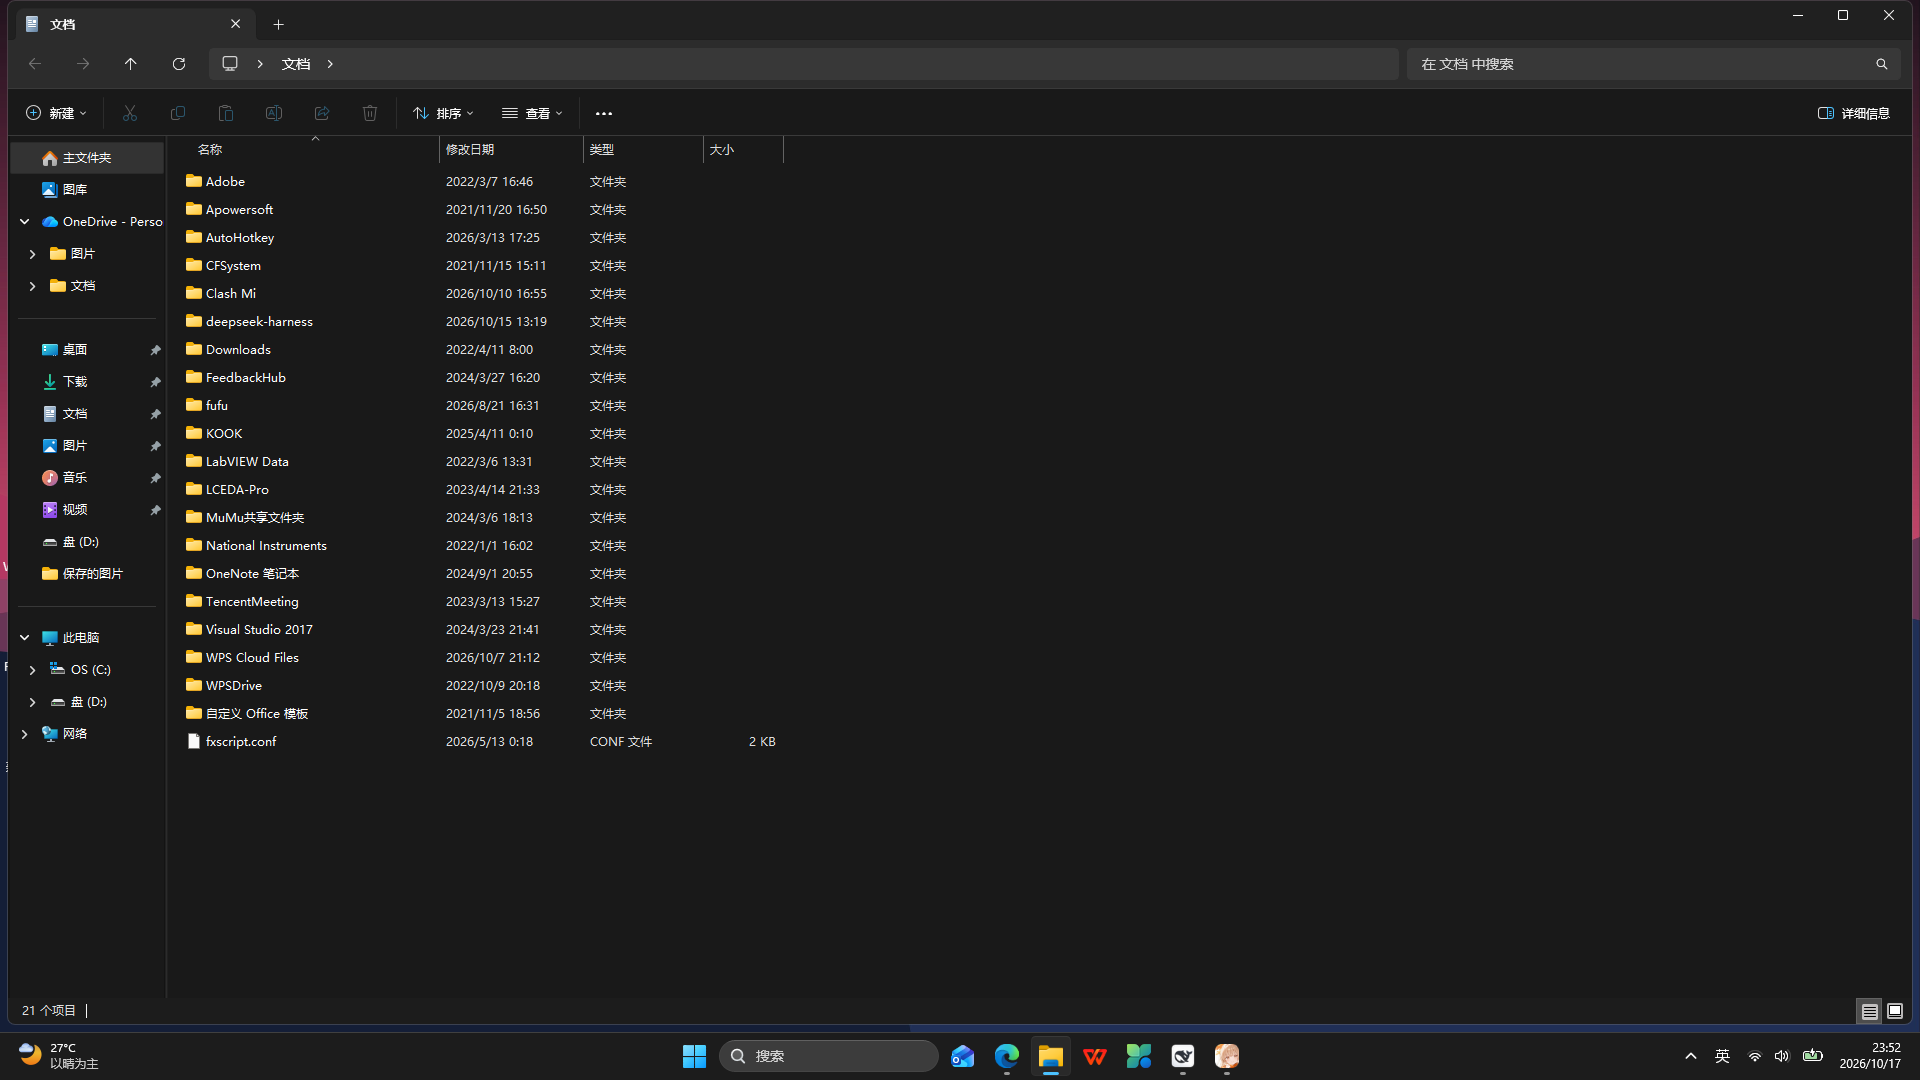 文档
文档
在 文档 中搜索
新建
排序
查看
详细信息
主文件夹
图库
OneDrive - Perso
图片
文档
桌面
下载
文档
图片
音乐
视频
盘 (D:)
保存的图片
此电脑
OS (C:)
盘 (D:)
网络
名称 修改日期 类型 大小
Adobe 2022/3/7 16:46 文件夹
Apowersoft 2021/11/20 16:50 文件夹
AutoHotkey 2026/3/13 17:25 文件夹
CFSystem 2021/11/15 15:11 文件夹
Clash Mi 2026/10/10 16:55 文件夹
deepseek-harness 2026/10/15 13:19 文件夹
Downloads 2022/4/11 8:00 文件夹
FeedbackHub 2024/3/27 16:20 文件夹
fufu 2026/8/21 16:31 文件夹
KOOK 2025/4/11 0:10 文件夹
LabVIEW Data 2022/3/6 13:31 文件夹
LCEDA-Pro 2023/4/14 21:33 文件夹
MuMu共享文件夹 2024/3/6 18:13 文件夹
National Instruments 2022/1/1 16:02 文件夹
OneNote 笔记本 2024/9/1 20:55 文件夹
TencentMeeting 2023/3/13 15:27 文件夹
Visual Studio 2017 2024/3/23 21:41 文件夹
WPS Cloud Files 2026/10/7 21:12 文件夹
WPSDrive 2022/10/9 20:18 文件夹
自定义 Office 模板 2021/11/5 18:56 文件夹
fxscript.conf 2026/5/13 0:18 CONF 文件 2 KB
21 个项目
27°C
以晴为主
搜索
英
23:52
2026/10/17